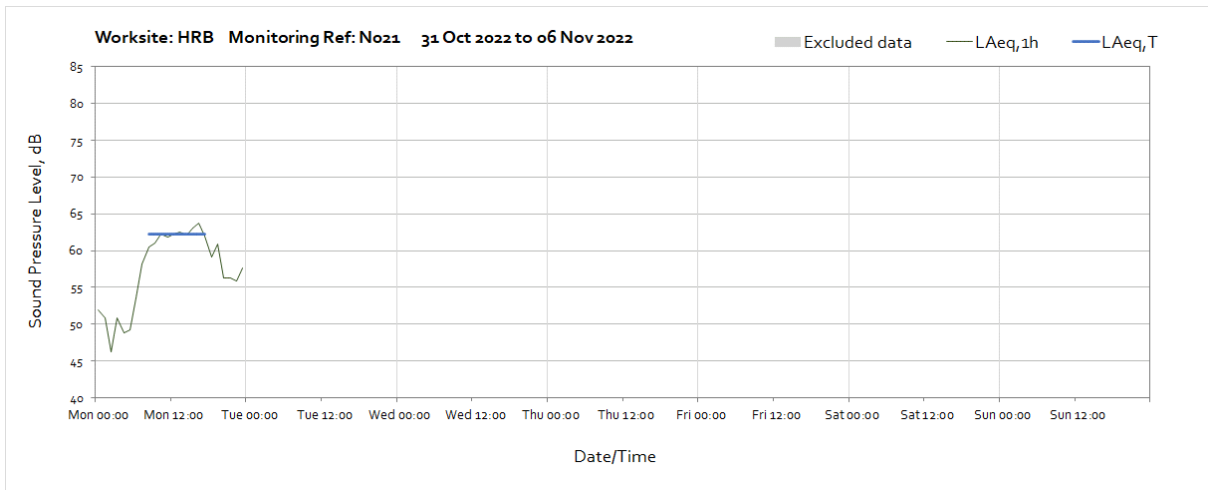 Worksite: HRB Monitoring Ref: N021 31 Oct 2022 to 06 Nov 2022
Excluded data LAeq,1h LAeq,T
85
80
75
70
65
60
55
50
45
40
Sound Pressure Level, dB
Mon 00:00 Mon 12:00 Tue 00:00 Tue 12:00 Wed 00:00 Wed 12:00 Thu 00:00 Thu 12:00 Fri 00:00 Fri 12:00 Sat 00:00 Sat 12:00 Sun 00:00 Sun 12:00
Date/Time